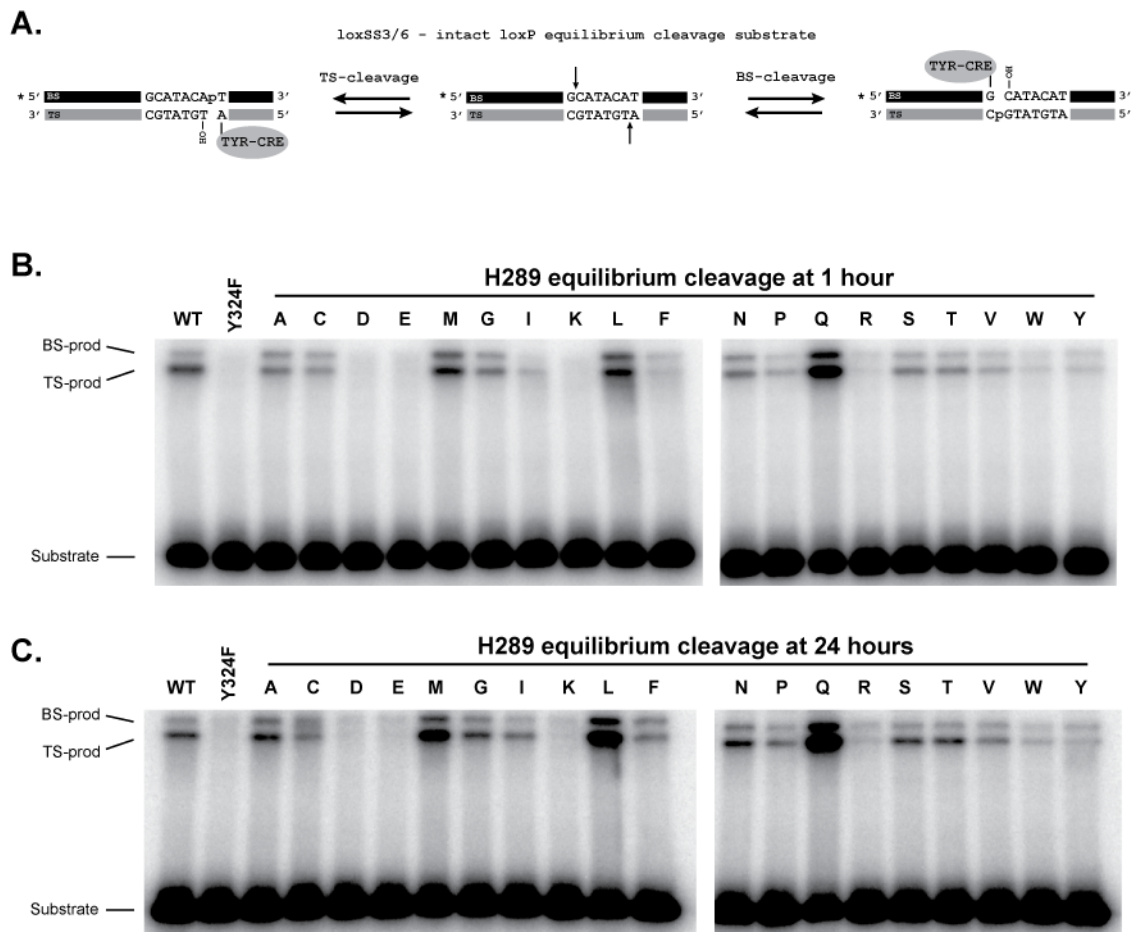 A.
loxSS3/6 - intact loxP equilibrium cleavage substrate
TS-cleavage
BS-cleavage
TYR-CRE
OH
* 5' BS GCATACApT 3'
3' TS CGTATGT A 5'
OH
TYR-CRE
* 5' BS GCATACAT 3'
3' TS CGTATGTA 5'
* 5' BS G CATACAT 3'
3' TS CpGTATGTA 5'
B.
H289 equilibrium cleavage at 1 hour
WT Y324F A C D E M G I K L F N P Q R S T V W Y
BS-prod
TS-prod
Substrate
C.
H289 equilibrium cleavage at 24 hours
WT Y324F A C D E M G I K L F N P Q R S T V W Y
BS-prod
TS-prod
Substrate